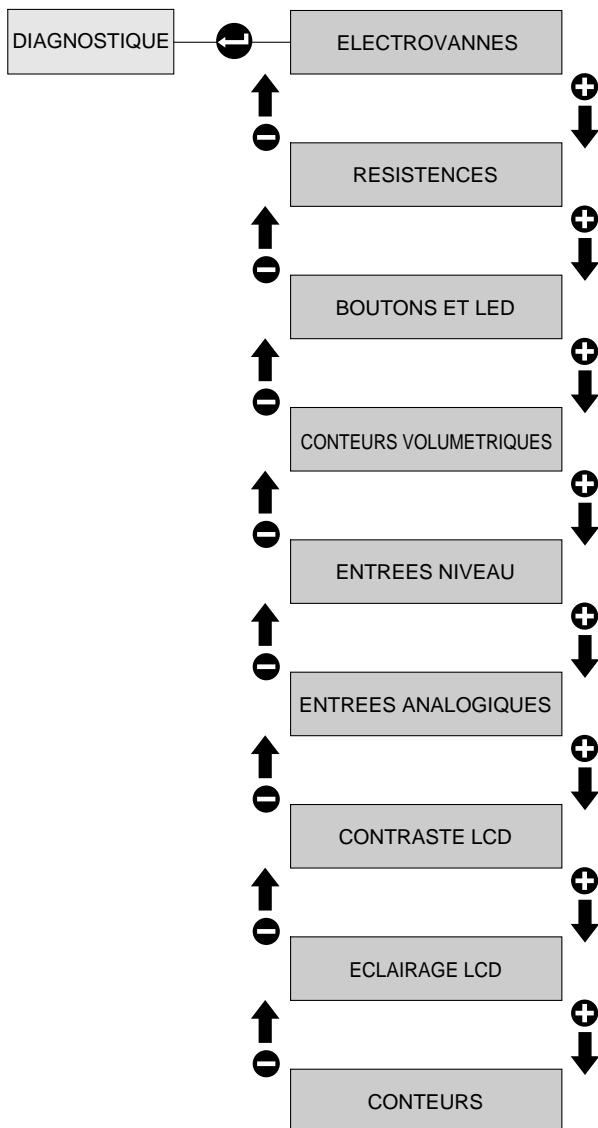 DIAGNOSTIQUE
ELECTROVANNES
RESISTENCES
BOUTONS ET LED
CONTEURS VOLUMETRIQUES
ENTREES NIVEAU
ENTREES ANALOGIQUES
CONTRASTE LCD
ECLAIRAGE LCD
CONTEURS